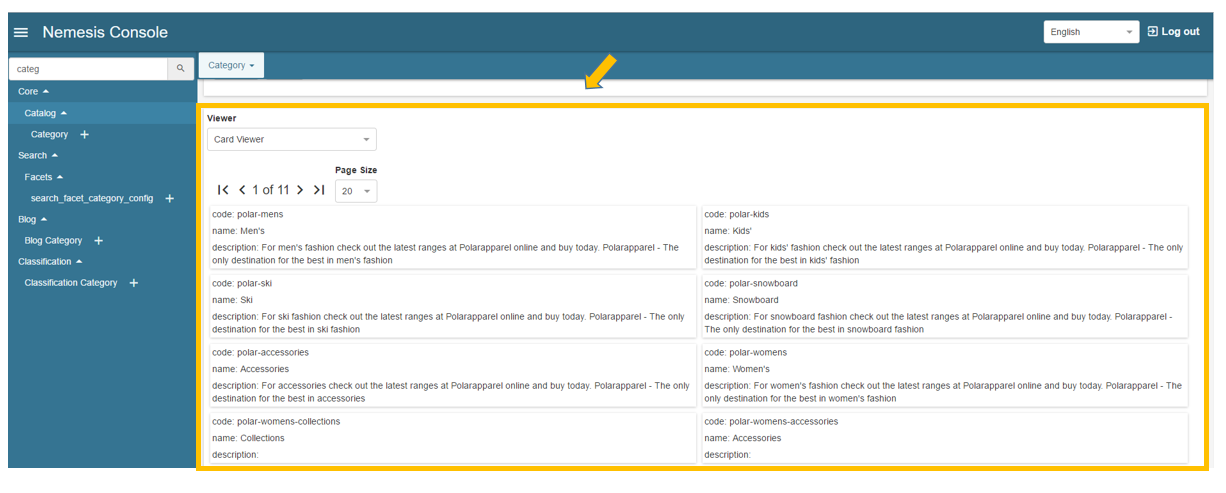 Nemesis Console
English
Log out
categ
Category
Core
Catalog
Category +
Search
Facets
search_facet_category_config +
Blog
Blog Category +
Classification
Classification Category +
Viewer
Card Viewer
Page Size
1 of 11
20
code: polar-mens
name: Men's
description: For men's fashion check out the latest ranges at Polarapparel online and buy today. Polarapparel - The
only destination for the best in men's fashion
code: polar-kids
name: Kids'
description: For kids' fashion check out the latest ranges at Polarapparel online and buy today. Polarapparel - The only
destination for the best in kids' fashion
code: polar-ski
name: Ski
description: For ski fashion check out the latest ranges at Polarapparel online and buy today. Polarapparel - The only
destination for the best in ski fashion
code: polar-snowboard
name: Snowboard
description: For snowboard fashion check out the latest ranges at Polarapparel online and buy today. Polarapparel -
The only destination for the best in snowboard fashion
code: polar-accessories
name: Accessories
description: For accessories check out the latest ranges at Polarapparel online and buy today. Polarapparel - The only
destination for the best in accessories
code: polar-womens
name: Women's
description: For women's fashion check out the latest ranges at Polarapparel online and buy today. Polarapparel - The
only destination for the best in women's fashion
code: polar-womens-collections
name: Collections
description:
code: polar-womens-accessories
name: Accessories
description: